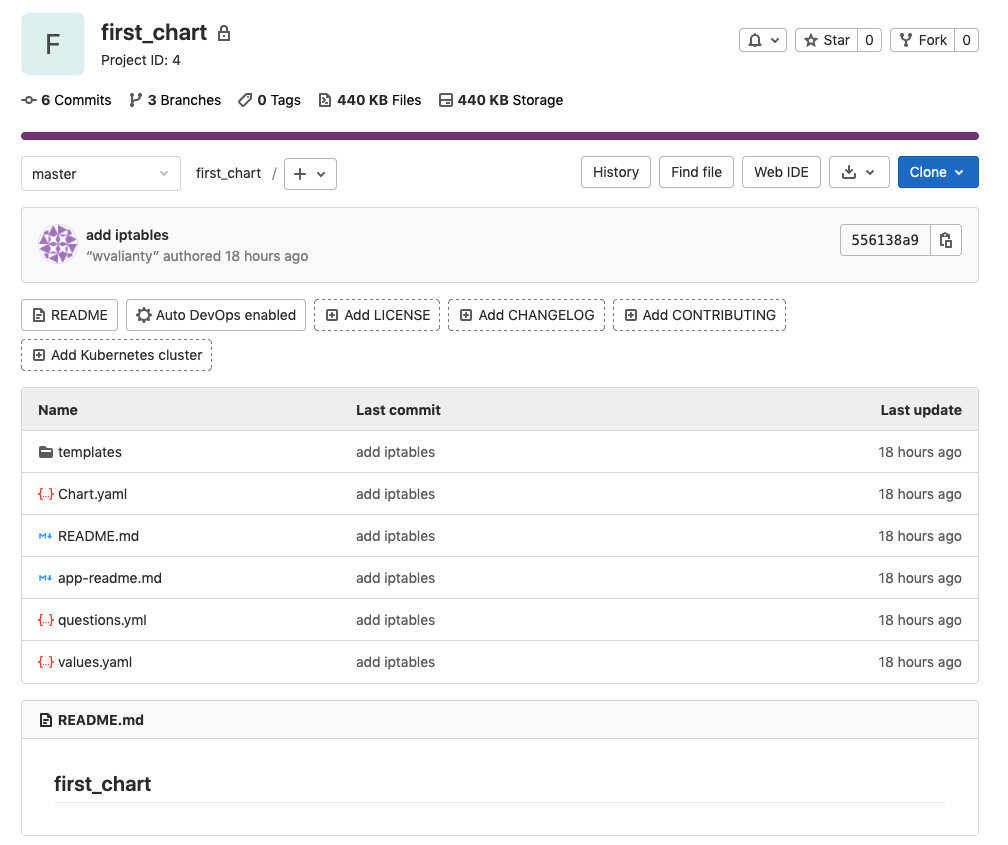 F
first_chart
Project ID: 4
Star 0
Fork 0
6 Commits 3 Branches 0 Tags 440 KB Files 440 KB Storage
master
first_chart / +
History
Find file
Web IDE
Clone
add iptables
“wvalianty” authored 18 hours ago
556138a9
README
Auto DevOps enabled
Add LICENSE
Add CHANGELOG
Add CONTRIBUTING
Add Kubernetes cluster
Name Last commit Last update
templates add iptables 18 hours ago
{..} Chart.yaml add iptables 18 hours ago
M↓ README.md add iptables 18 hours ago
M↓ app-readme.md add iptables 18 hours ago
{..} questions.yml add iptables 18 hours ago
{..} values.yaml add iptables 18 hours ago
README.md
first_chart